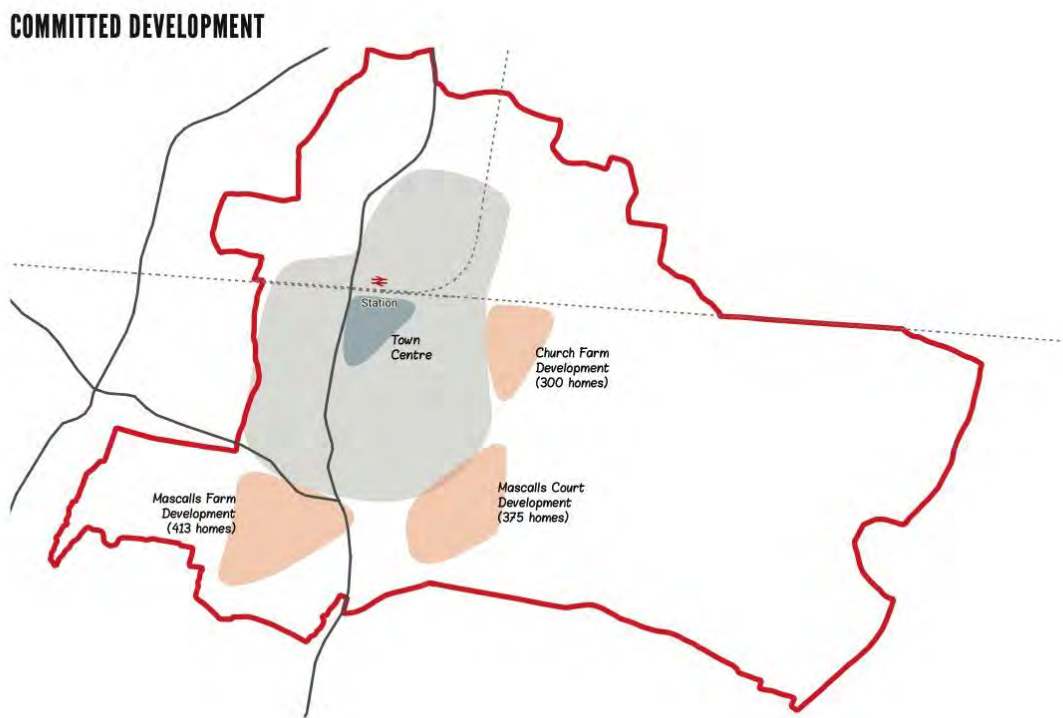 COMMITTED DEVELOPMENT
Station
Town
Centre
Church Farm
Development
(300 homes)
Mascalls Farm
Development
(413 homes)
Mascalls Court
Development
(375 homes)